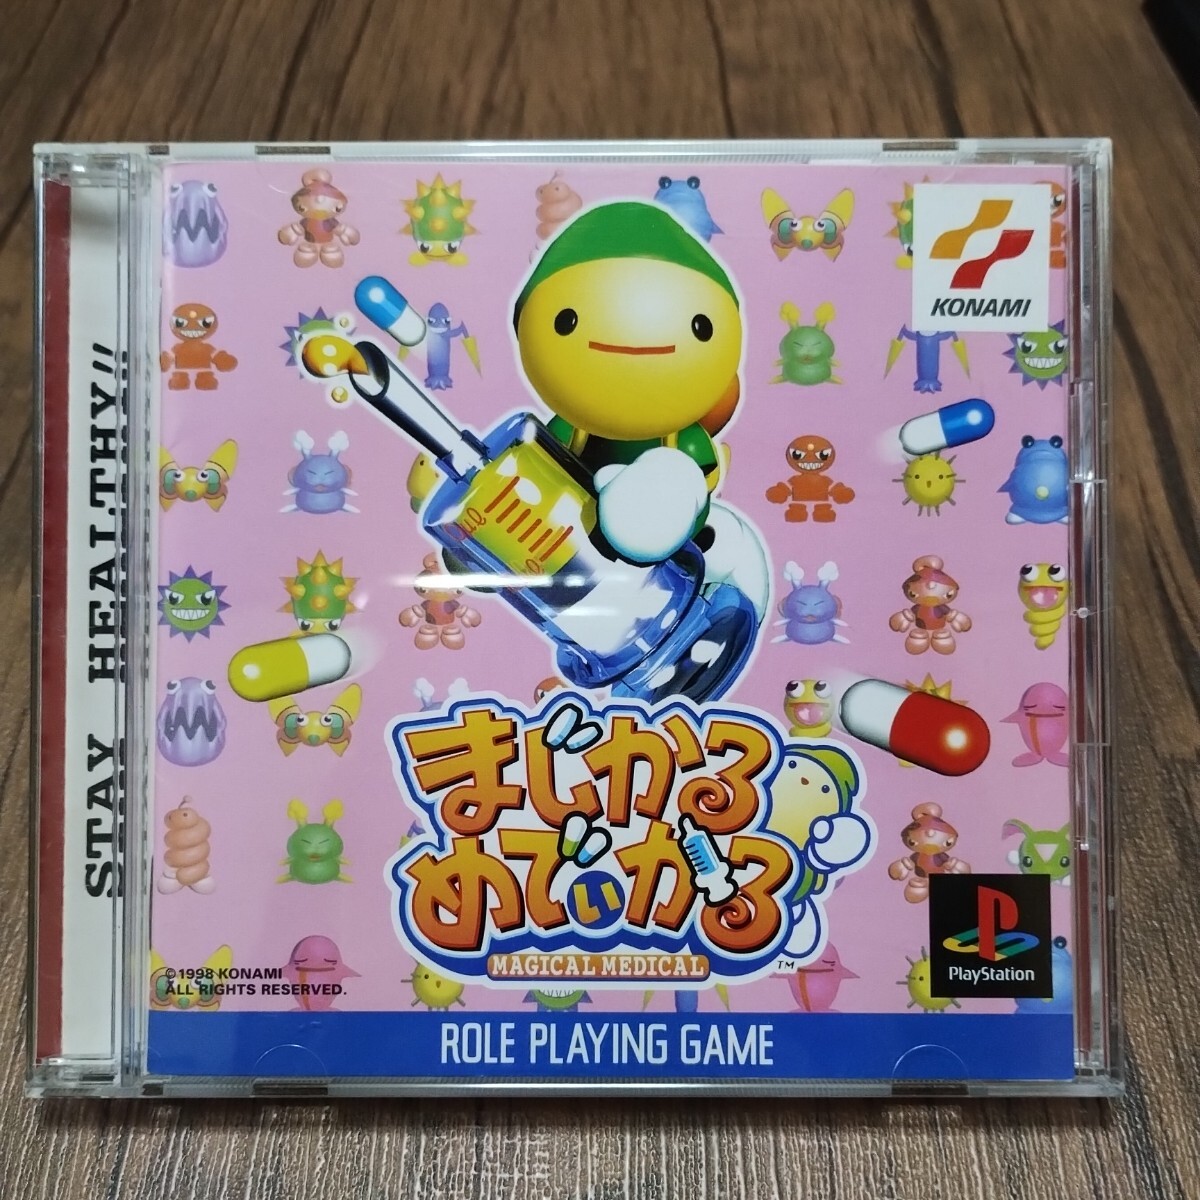 STAY HEALTHY!!
KONAMI
まじかる
めでぃかる
MAGICAL MEDICAL
TM
©1998 KONAMI
ALL RIGHTS RESERVED.
PlayStation
ROLE PLAYING GAME